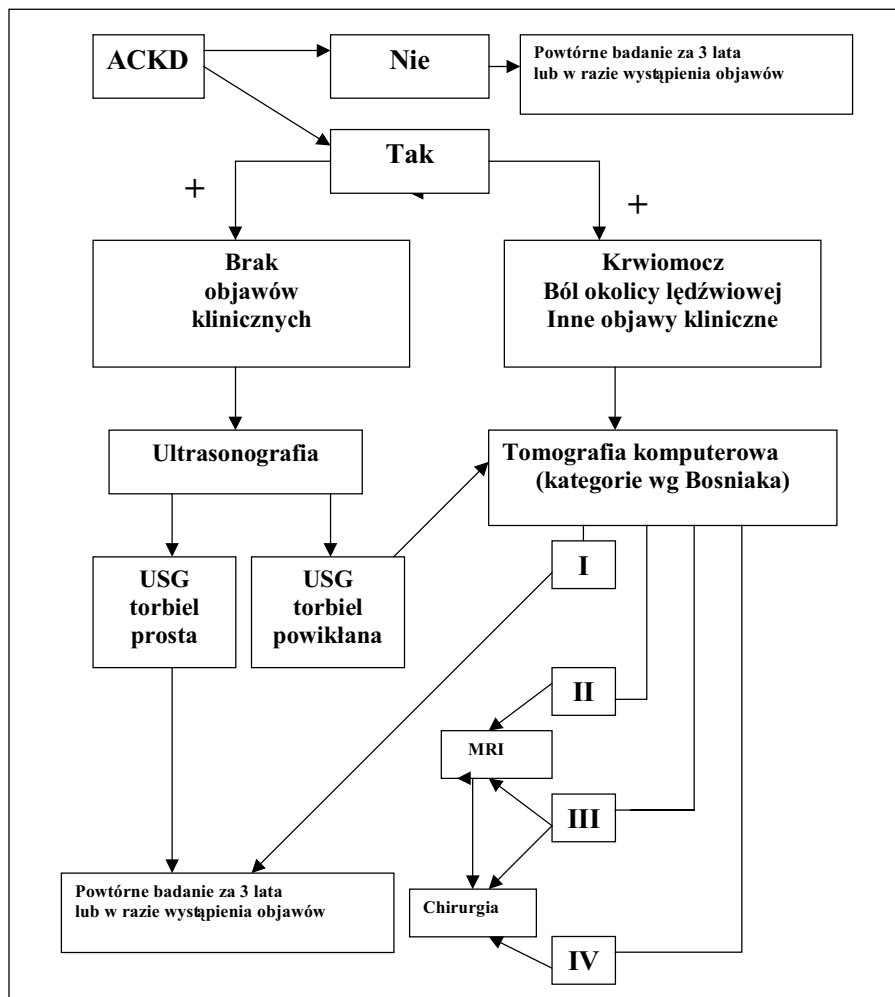 ACKD
Nie
Powtórne badanie za 3 lata
lub w razie wystąpienia objawów
Tak
+
+
Brak
objawów
klinicznych
Krwiomocz
Ból okolicy lędźwiowej
Inne objawy kliniczne
Ultrasonografia
Tomografia komputerowa
(kategorie wg Bosniaka)
USG
torbiel
prosta
USG
torbiel
powikłana
I
II
MRI
III
Powtórne badanie za 3 lata
lub w razie wystąpienia objawów
Chirurgia
IV